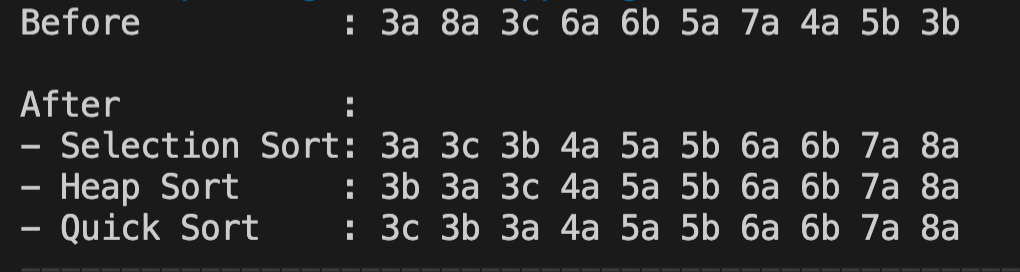 Before          : 3a 8a 3c 6a 6b 5a 7a 4a 5b 3b
After           :
- Selection Sort: 3a 3c 3b 4a 5a 5b 6a 6b 7a 8a
- Heap Sort     : 3b 3a 3c 4a 5a 5b 6a 6b 7a 8a
- Quick Sort    : 3c 3b 3a 4a 5a 5b 6a 6b 7a 8a